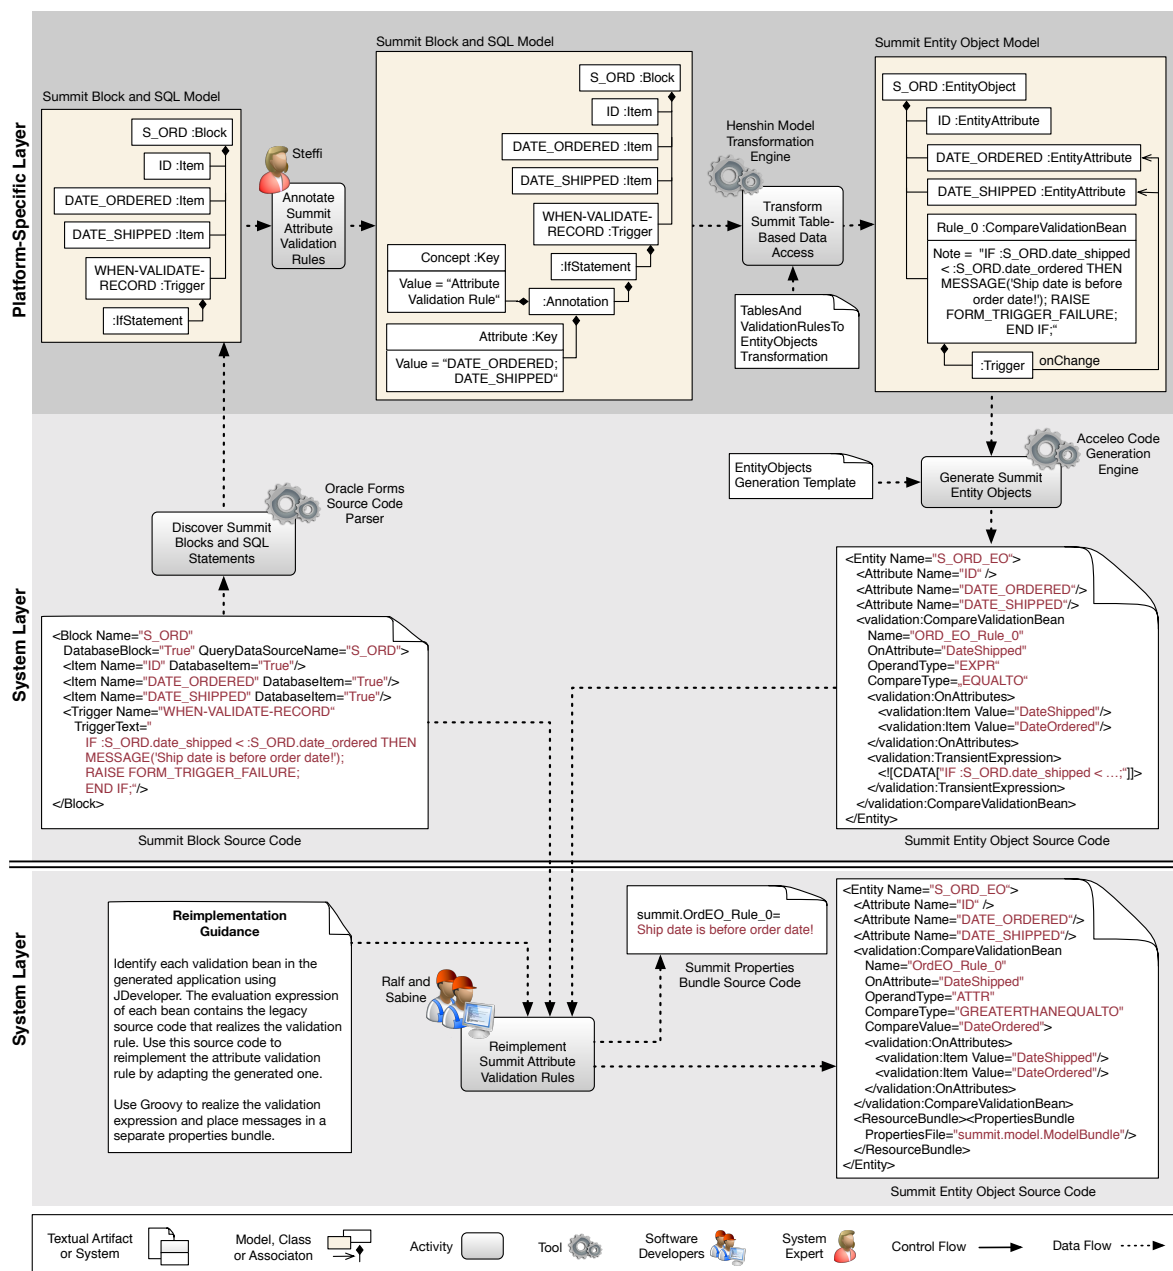 Platform-Specific Layer
Summit Block and SQL Model
S_ORD :Block
ID :Item
DATE_ORDERED :Item
DATE_SHIPPED :Item
WHEN-VALIDATE-
RECORD :Trigger
:IfStatement
Steffi
Annotate
Summit
Attribute
Validation
Rules
Summit Block and SQL Model
S_ORD :Block
ID :Item
DATE_ORDERED :Item
DATE_SHIPPED :Item
WHEN-VALIDATE-
RECORD :Trigger
:IfStatement
Concept :Key
Value = “Attribute
Validation Rule“
:Annotation
Attribute :Key
Value = “DATE_ORDERED;
DATE_SHIPPED“
Henshin Model
Transformation
Engine
Transform
Summit Table-
Based Data
Access
TablesAnd
ValidationRulesTo
EntityObjects
Transformation
Summit Entity Object Model
S_ORD :EntityObject
ID :EntityAttribute
DATE_ORDERED :EntityAttribute
DATE_SHIPPED :EntityAttribute
Rule_0 :CompareValidationBean
Note =  "IF :S_ORD.date_shipped
< :S_ORD.date_ordered THEN
MESSAGE('Ship date is before
order date!'); RAISE
FORM_TRIGGER_FAILURE;
END IF;“
:Trigger
onChange
System Layer
Oracle Forms
Source Code
Parser
Discover Summit
Blocks and SQL
Statements
<Block Name="S_ORD"
DatabaseBlock="True" QueryDataSourceName="S_ORD">
<Item Name="ID" DatabaseItem="True"/>
<Item Name="DATE_ORDERED" DatabaseItem="True"/>
<Item Name="DATE_SHIPPED" DatabaseItem="True"/>
<Trigger Name="WHEN-VALIDATE-RECORD“
TriggerText="
IF :S_ORD.date_shipped < :S_ORD.date_ordered THEN
MESSAGE('Ship date is before order date!');
RAISE FORM_TRIGGER_FAILURE;
END IF;“/>
</Block>
Summit Block Source Code
EntityObjects
Generation Template
Acceleo Code
Generation
Engine
Generate Summit
Entity Objects
<Entity Name="S_ORD_EO“>
<Attribute Name="ID“ />
<Attribute Name="DATE_ORDERED“/>
<Attribute Name="DATE_SHIPPED“/>
<validation:CompareValidationBean
Name="ORD_EO_Rule_0"
OnAttribute="DateShipped"
OperandType="EXPR"
CompareType=„EQUALTO“
<validation:OnAttributes>
<validation:Item Value="DateShipped"/>
<validation:Item Value="DateOrdered"/>
</validation:OnAttributes>
<validation:TransientExpression>
<![CDATA["IF :S_ORD.date_shipped < …;“]]>
</validation:TransientExpression>
</validation:CompareValidationBean>
</Entity>
Summit Entity Object Source Code
System Layer
Reimplementation
Guidance
Identify each validation bean in the
generated application using
JDeveloper. The evaluation expression
of each bean contains the legacy
source code that realizes the validation
rule. Use this source code to
reimplement the attribute validation
rule by adapting the generated one.
Use Groovy to realize the validation
expression and place messages in a
separate properties bundle.
Ralf and
Sabine
Reimplement
Summit Attribute
Validation Rules
summit.OrdEO_Rule_0=
Ship date is before order date!
Summit Properties
Bundle Source Code
<Entity Name="S_ORD_EO“>
<Attribute Name="ID“ />
<Attribute Name="DATE_ORDERED“/>
<Attribute Name="DATE_SHIPPED“/>
<validation:CompareValidationBean
Name="OrdEO_Rule_0"
OnAttribute="DateShipped"
OperandType="ATTR"
CompareType="GREATERTHANEQUALTO"
CompareValue="DateOrdered">
<validation:OnAttributes>
<validation:Item Value="DateShipped"/>
<validation:Item Value="DateOrdered"/>
</validation:OnAttributes>
</validation:CompareValidationBean>
<ResourceBundle><PropertiesBundle
PropertiesFile="summit.model.ModelBundle"/>
</ResourceBundle>
</Entity>
Summit Entity Object Source Code
Textual Artifact
or System
Model, Class
or Associaton
Activity
Tool
Software
Developers
System
Expert
Control Flow
Data Flow